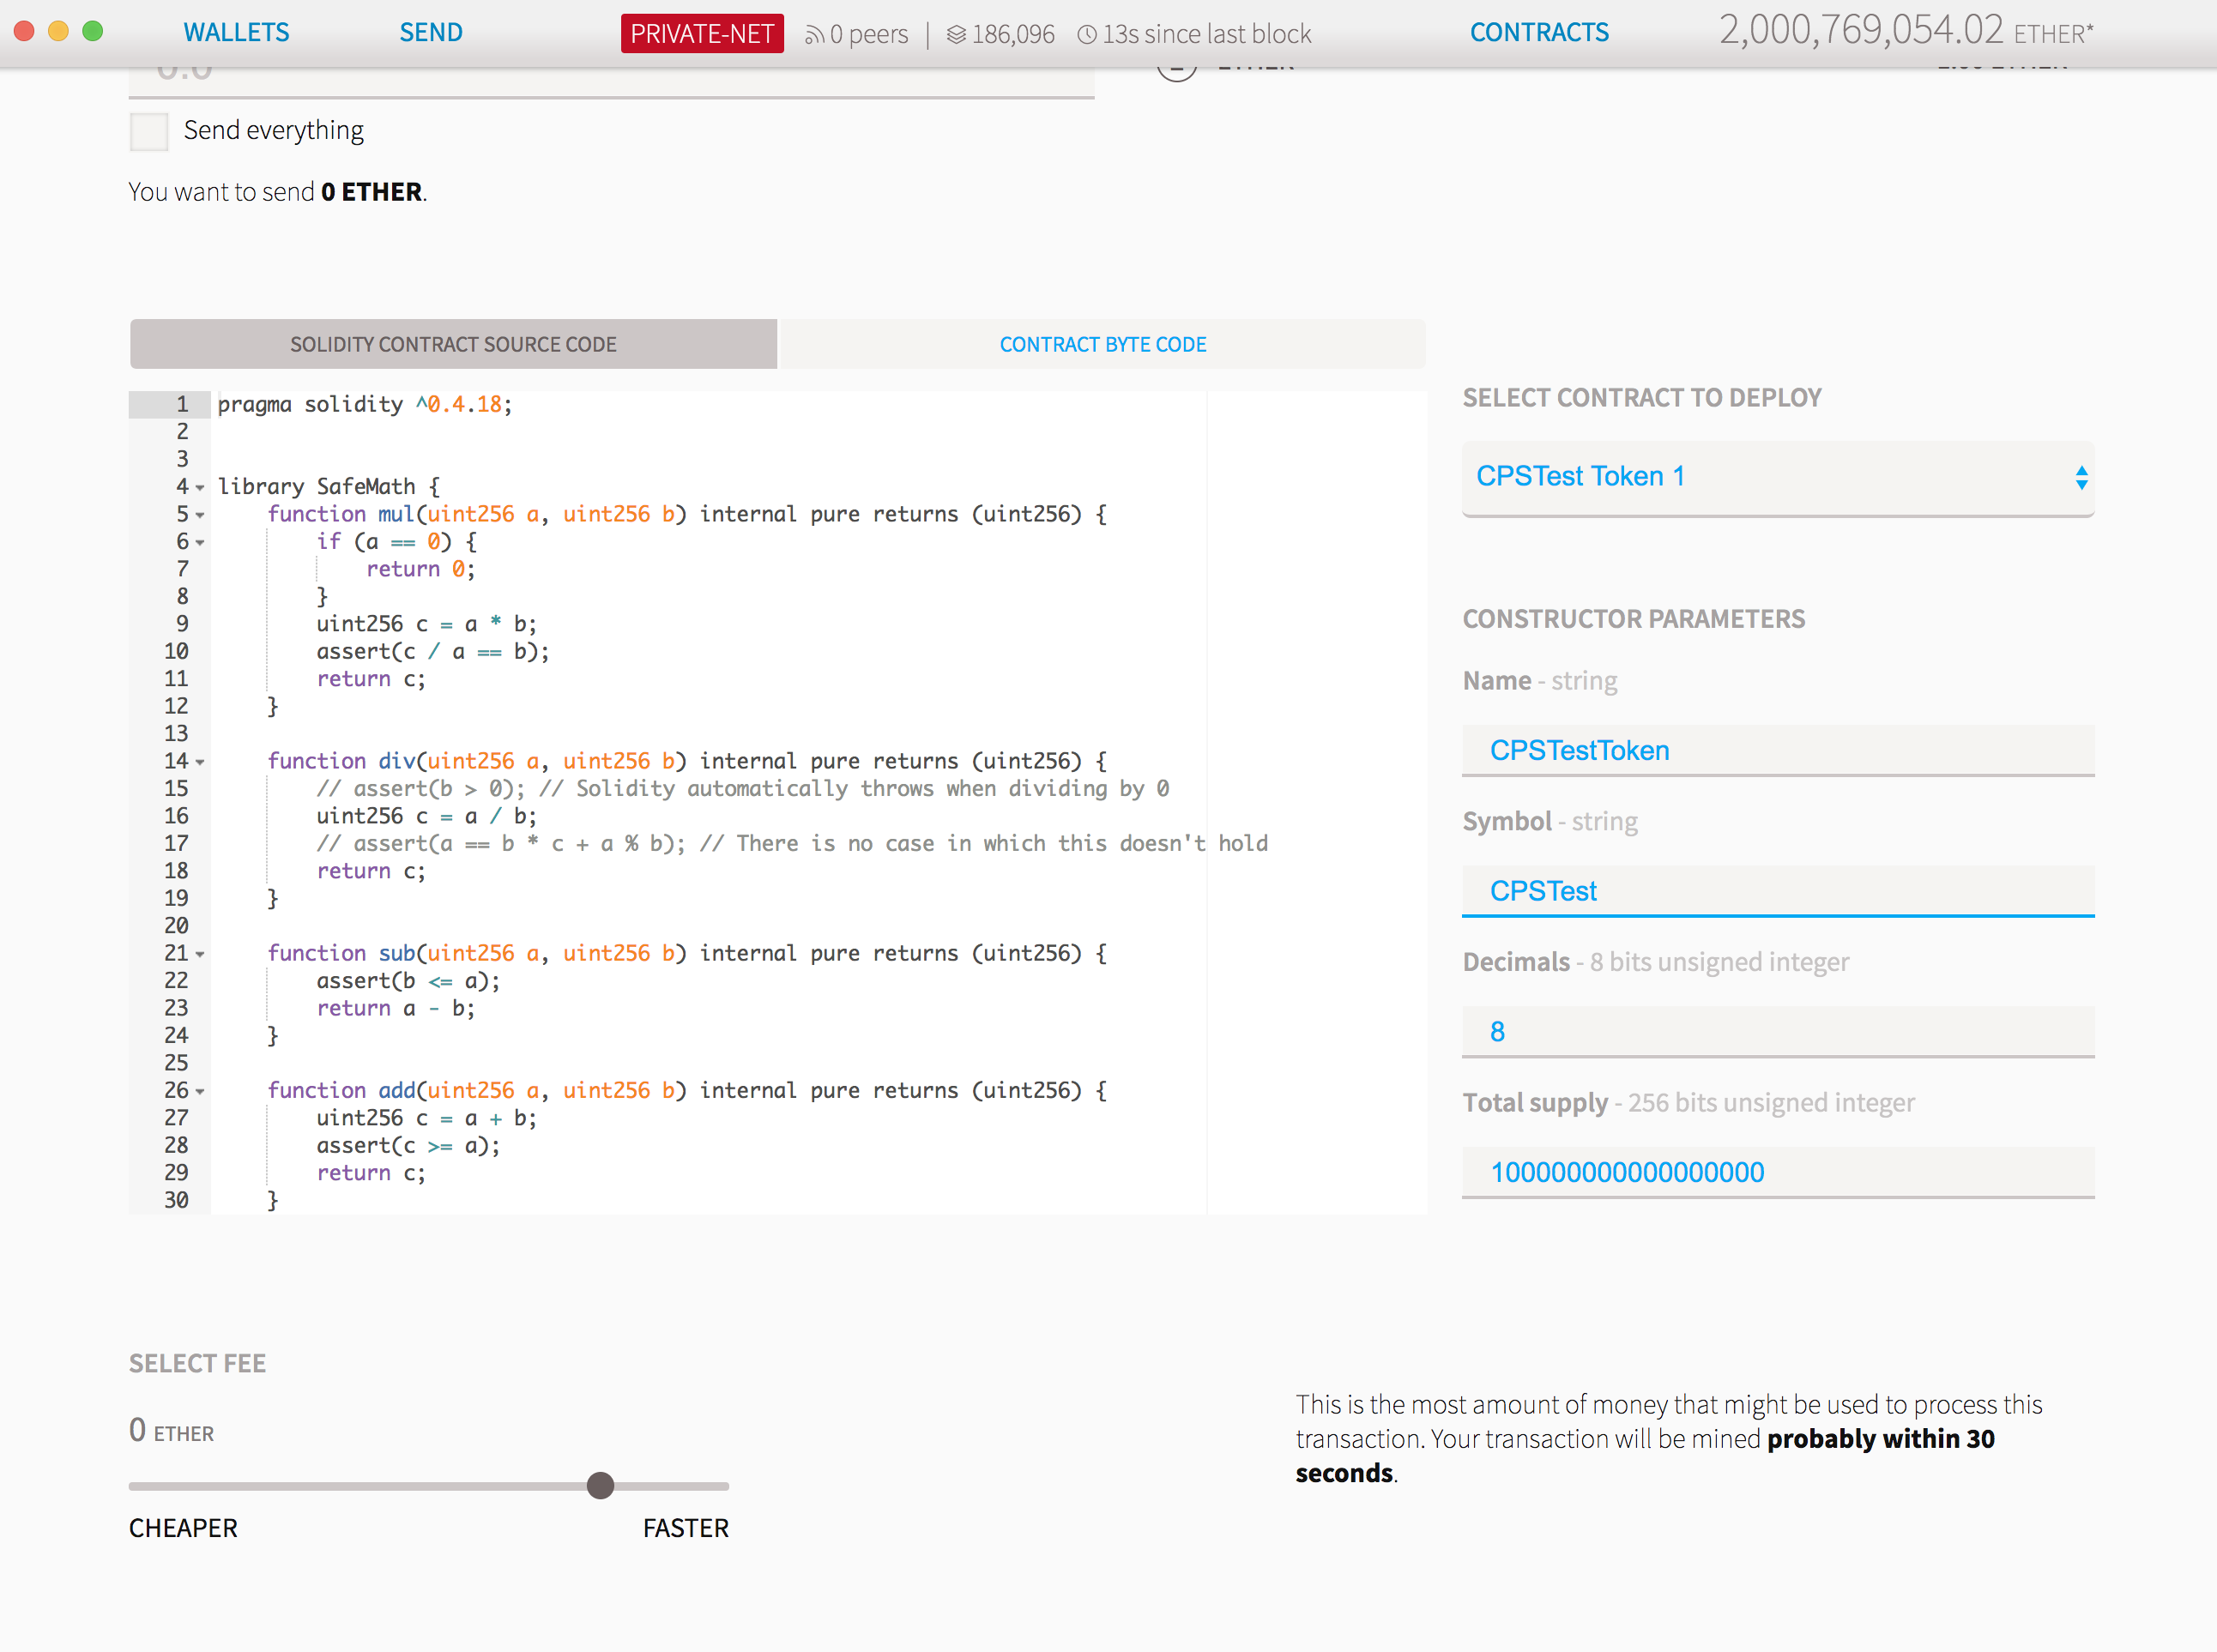 WALLETS SEND PRIVATE-NET 0 peers | 186,096 13s since last block CONTRACTS 2,000,769,054.02 ETHER*
0.0
Send everything
You want to send 0 ETHER.
SOLIDITY CONTRACT SOURCE CODE CONTRACT BYTE CODE
1 pragma solidity ^0.4.18;
2
3
4 library SafeMath {
5 function mul(uint256 a, uint256 b) internal pure returns (uint256) {
6 if (a == 0) {
7 return 0;
8 }
9 uint256 c = a * b;
10 assert(c / a == b);
11 return c;
12 }
13
14 function div(uint256 a, uint256 b) internal pure returns (uint256) {
15 // assert(b > 0); // Solidity automatically throws when dividing by 0
16 uint256 c = a / b;
17 // assert(a == b * c + a % b); // There is no case in which this doesn't hold
18 return c;
19 }
20
21 function sub(uint256 a, uint256 b) internal pure returns (uint256) {
22 assert(b <= a);
23 return a - b;
24 }
25
26 function add(uint256 a, uint256 b) internal pure returns (uint256) {
27 uint256 c = a + b;
28 assert(c >= a);
29 return c;
30 }
SELECT CONTRACT TO DEPLOY
CPSTest Token 1
CONSTRUCTOR PARAMETERS
Name - string
CPSTestToken
Symbol - string
CPSTest
Decimals - 8 bits unsigned integer
8
Total supply - 256 bits unsigned integer
100000000000000000
SELECT FEE
0 ETHER
CHEAPER FASTER
This is the most amount of money that might be used to process this
transaction. Your transaction will be mined probably within 30
seconds.